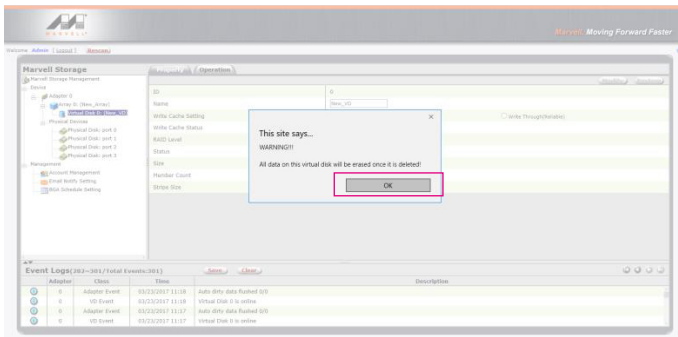 MARVELL
Marvell. Moving Forward Faster
Welcome Admin [ Logout ] [Message]
Marvell Storage
Property
Operation
Marvell Storage Management
Device
Adapter 0
Array 0: (New_Array)
Virtual Disk 0: (New_VD)
Physical Devices
Physical Disk: port 0
Physical Disk: port 1
Physical Disk: port 2
Physical Disk: port 3
Management
Account Management
Email Notify Setting
BGA Schedule Setting
ID 0
Name New_VD
Write Cache Setting Write Through(Reliable)
Write Cache Status
RAID Level
Status
Size
Member Count
Stripe Size
This site says...
WARNING!!!
All data on this virtual disk will be erased once it is deleted!
OK
Event Logs(282~301/Total Events:301) Save Clear
Adapter Class Time Description
0 Adapter Event 03/23/2017 11:18 Auto dirty data flushed 0/0
0 VD Event 03/23/2017 11:18 Virtual Disk 0 is online
0 Adapter Event 03/23/2017 11:17 Auto dirty data flushed 0/0
0 VD Event 03/23/2017 11:17 Virtual Disk 0 is online